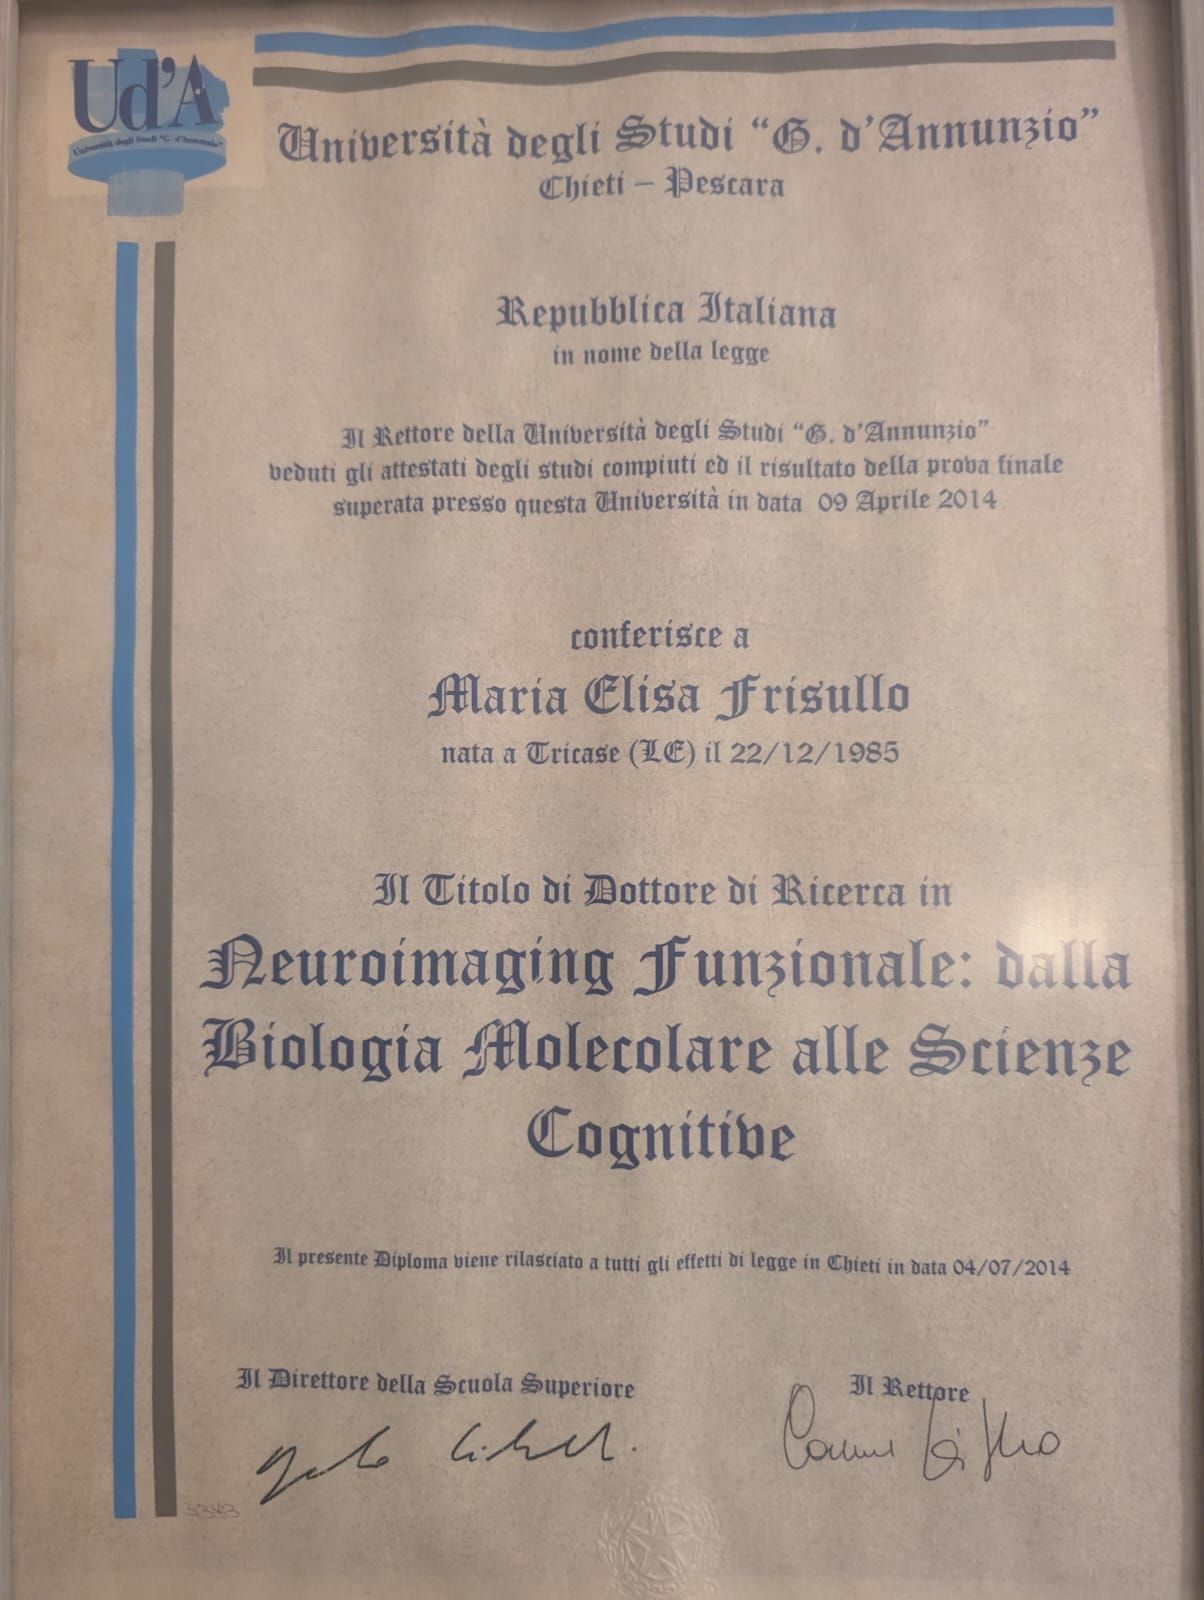 Ud'A
Università degli Studi "G. d'Annunzio"
Università degli Studi "G. d'Annunzio"
Chieti – Pescara
Repubblica Italiana
in nome della legge
Il Rettore della Università degli Studi "G. d'Annunzio"
veduti gli attestati degli studi compiuti ed il risultato della prova finale
superata presso questa Università in data 09 Aprile 2014
conferisce a
Maria Elisa Frisullo
nata a Tricase (LE) il 22/12/1985
Il Titolo di Dottore di Ricerca in
Neuroimaging Funzionale: dalla
Biologia Molecolare alle Scienze
Cognitive
Il presente Diploma viene rilasciato a tutti gli effetti di legge in Chieti in data 04/07/2014
Il Direttore della Scuola Superiore
Il Rettore